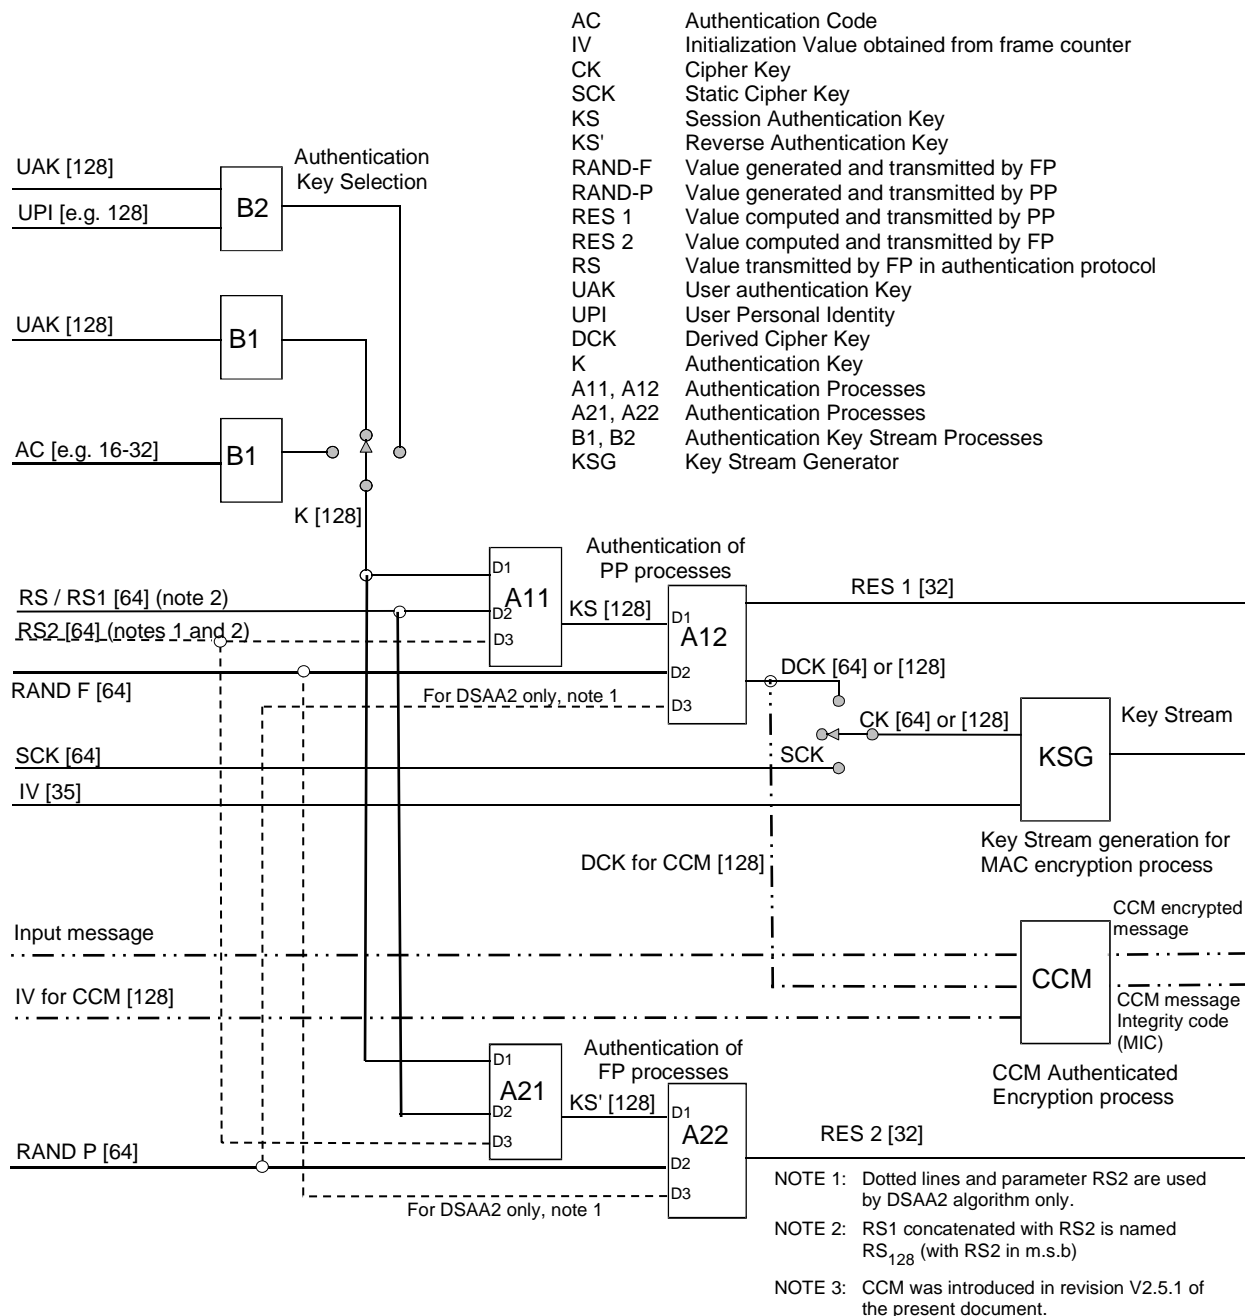 AC Authentication Code
IV Initialization Value obtained from frame counter
CK Cipher Key
SCK Static Cipher Key
KS Session Authentication Key
KS' Reverse Authentication Key
RAND-F Value generated and transmitted by FP
RAND-P Value generated and transmitted by PP
RES 1 Value computed and transmitted by PP
RES 2 Value computed and transmitted by FP
RS Value transmitted by FP in authentication protocol
UAK User authentication Key
UPI User Personal Identity
DCK Derived Cipher Key
K Authentication Key
A11, A12 Authentication Processes
A21, A22 Authentication Processes
B1, B2 Authentication Key Stream Processes
KSG Key Stream Generator
Authentication
Key Selection
UAK [128]
UPI [e.g. 128]
B2
UAK [128]
B1
AC [e.g. 16-32]
B1
K [128]
Authentication of
PP processes
D1
A11
D2
D3
RS / RS1 [64] (note 2)
RS2 [64] (notes 1 and 2)
KS [128]
D1
A12
D2
D3
RES 1 [32]
RAND F [64]
For DSAA2 only, note 1
DCK [64] or [128]
CK [64] or [128]
Key Stream
SCK [64]
SCK
KSG
IV [35]
Key Stream generation for
MAC encryption process
DCK for CCM [128]
CCM encrypted
message
Input message
CCM
IV for CCM [128]
CCM message
Integrity code
(MIC)
CCM Authenticated
Encryption process
Authentication of
FP processes
D1
A21
D2
D3
KS' [128]
D1
A22
D2
D3
RES 2 [32]
RAND P [64]
For DSAA2 only, note 1
NOTE 1: Dotted lines and parameter RS2 are used
by DSAA2 algorithm only.
NOTE 2: RS1 concatenated with RS2 is named
RS128 (with RS2 in m.s.b)
NOTE 3: CCM was introduced in revision V2.5.1 of
the present document.